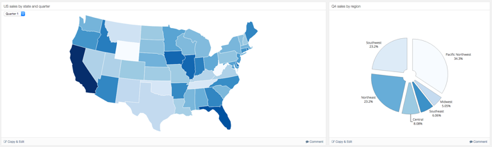 US sales by state and quarter
Quarter 1
Copy & Edit
Comment
Q4 sales by region
Southwest
Pacific Northwest
Midwest
Southeast
Central
Northeast
Copy & Edit
Comment